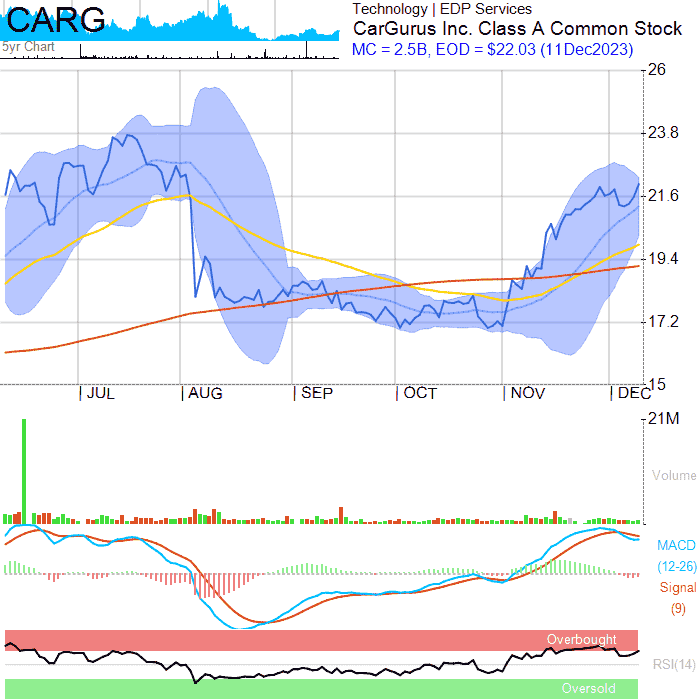 CARG
5yr Chart
Technology | EDP Services
CarGurus Inc. Class A Common Stock
MC = 2.5B, EOD = $22.03 (11Dec2023)
26
23.8
21.6
19.4
17.2
15
JUL
AUG
SEP
OCT
NOV
DEC
21M
Volume
MACD
(12-26)
Signal
(9)
Overbought
RSI(14)
Oversold